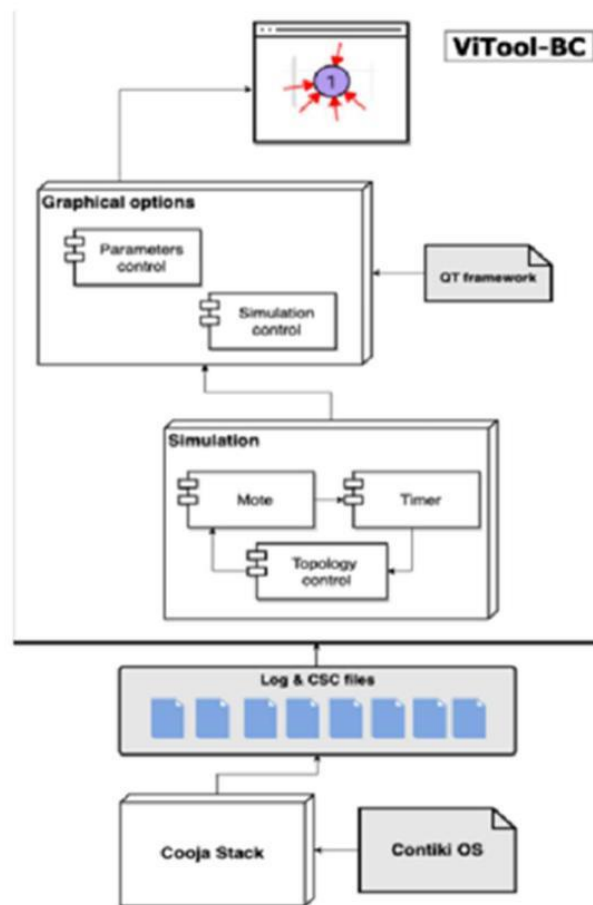 ViTool-BC
1
Graphical options
Parameters
control
Simulation
control
QT framework
Simulation
Mote
Timer
Topology
control
Log & CSC files
Cooja Stack
Contiki OS